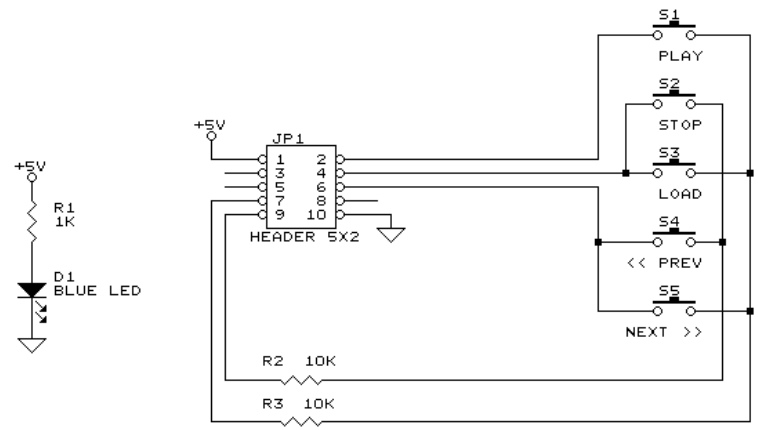 S1
PLAY
S2
STOP
+5V
JP1
1 2
3 4
5 6
7 8
9 10
HEADER 5X2
S3
LOAD
S4
<< PREV
S5
NEXT >>
+5V
R1
1K
D1
BLUE LED
R2 10K
R3 10K